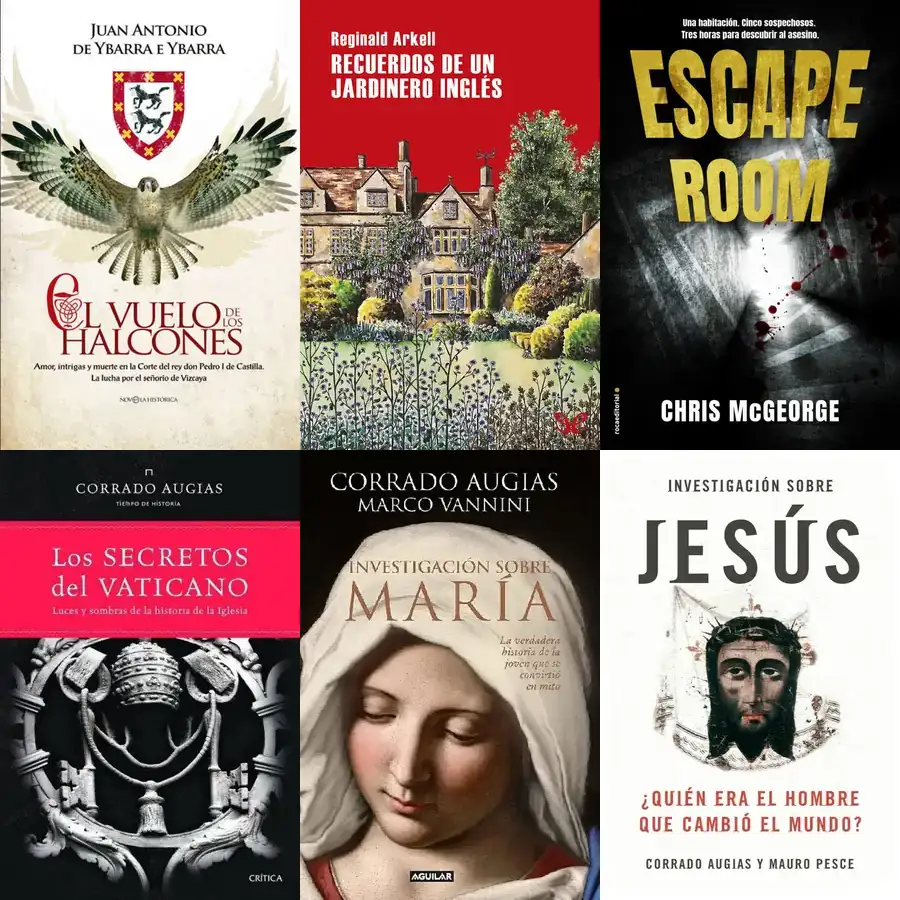 JUAN ANTONIO
DE YBARRA E YBARRA
EL VUELO DE LOS
HALCONES
Amor, intrigas y muerte en la Corte del rey don Pedro I de Castilla.
La lucha por el señorío de Vizcaya
NOVELA HISTÓRICA
Reginald Arkell
RECUERDOS DE UN
JARDINERO INGLÉS
Una habitación. Cinco sospechosos.
Tres horas para descubrir al asesino.
ESCAPE
ROOM
rocaeditorial
CHRIS McGEORGE
CORRADO AUGIAS
TIEMPO DE HISTORIA
Los SECRETOS
del VATICANO
Luces y sombras de la historia de la Iglesia
CRÍTICA
CORRADO AUGIAS
MARCO VANNINI
INVESTIGACIÓN SOBRE
MARÍA
La verdadera
historia de la
joven que se
convirtió
en mito
AGUILAR
INVESTIGACIÓN SOBRE
JESÚS
¿QUIÉN ERA EL HOMBRE
QUE CAMBIÓ EL MUNDO?
CORRADO AUGIAS Y MAURO PESCE